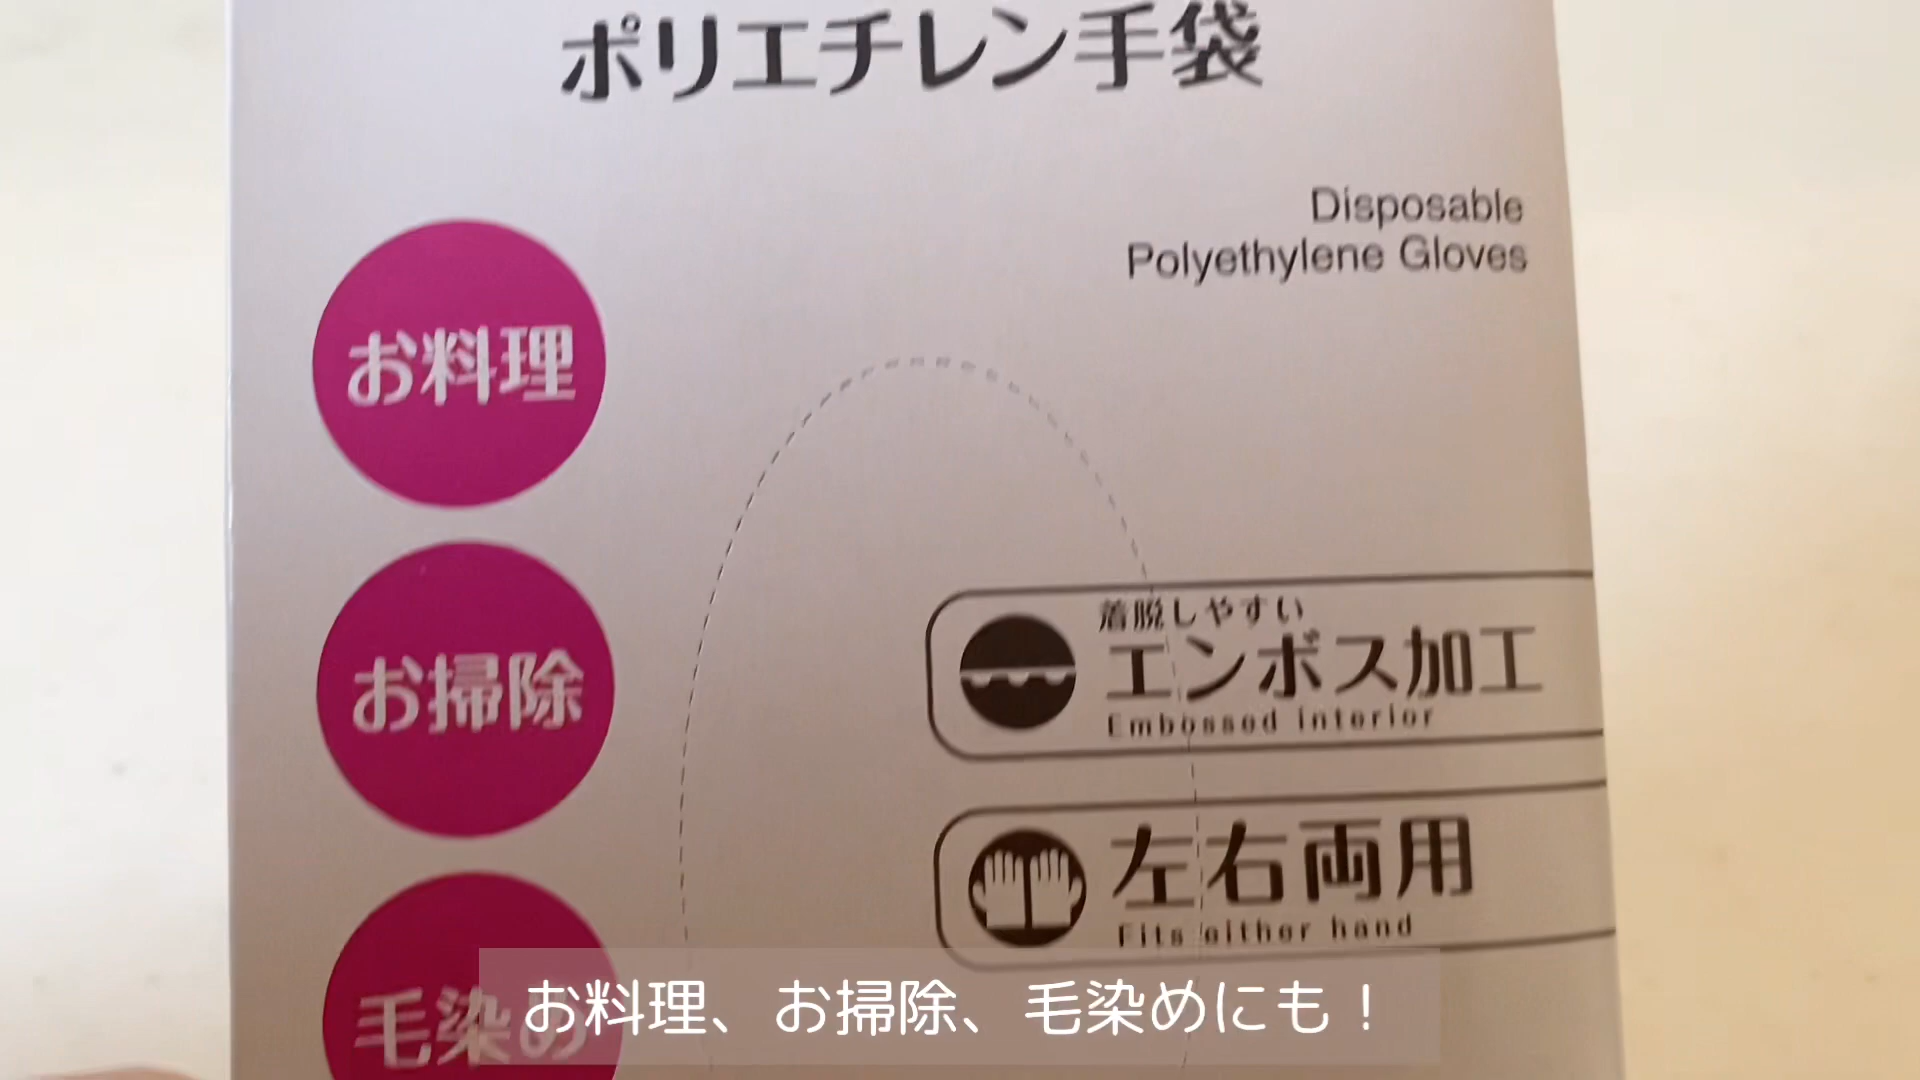 ポリエチレン手袋
Disposable
Polyethylene Gloves
お料理
お掃除
着脱しやすい
エンボス加工
Embossed interior
左右両用
Fits either hand
毛染め
お料理、お掃除、毛染めにも！